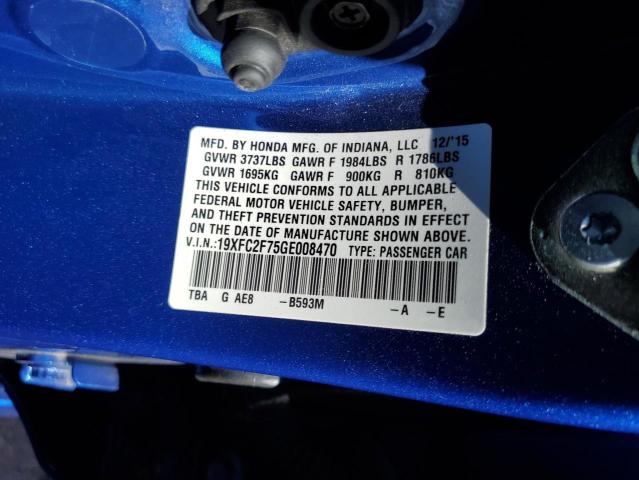 MFD. BY HONDA MFG. OF INDIANA, LLC 12/'15
GVWR 3737LBS GAWR F 1984LBS R 1786LBS
GVWR 1695KG GAWR F 900KG R 810KG
THIS VEHICLE CONFORMS TO ALL APPLICABLE
FEDERAL MOTOR VEHICLE SAFETY, BUMPER,
AND THEFT PREVENTION STANDARDS IN EFFECT
ON THE DATE OF MANUFACTURE SHOWN ABOVE.
V.I.N.:19XFC2F75GE008470 TYPE: PASSENGER CAR
TBA G AE8 -B593M -A -E